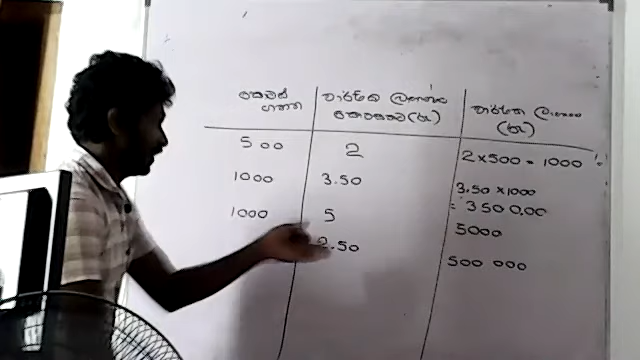 කොටස්
ගණන
වාර්ෂික ලාභාංශ
කොටසකට (රු)
වාර්ෂික ලාභාංශ
(රු)
500
2
2 × 500 = 1000
1000
3.50
3.50 × 1000
= 3500.00
1000
5
5000
2.50
500 000